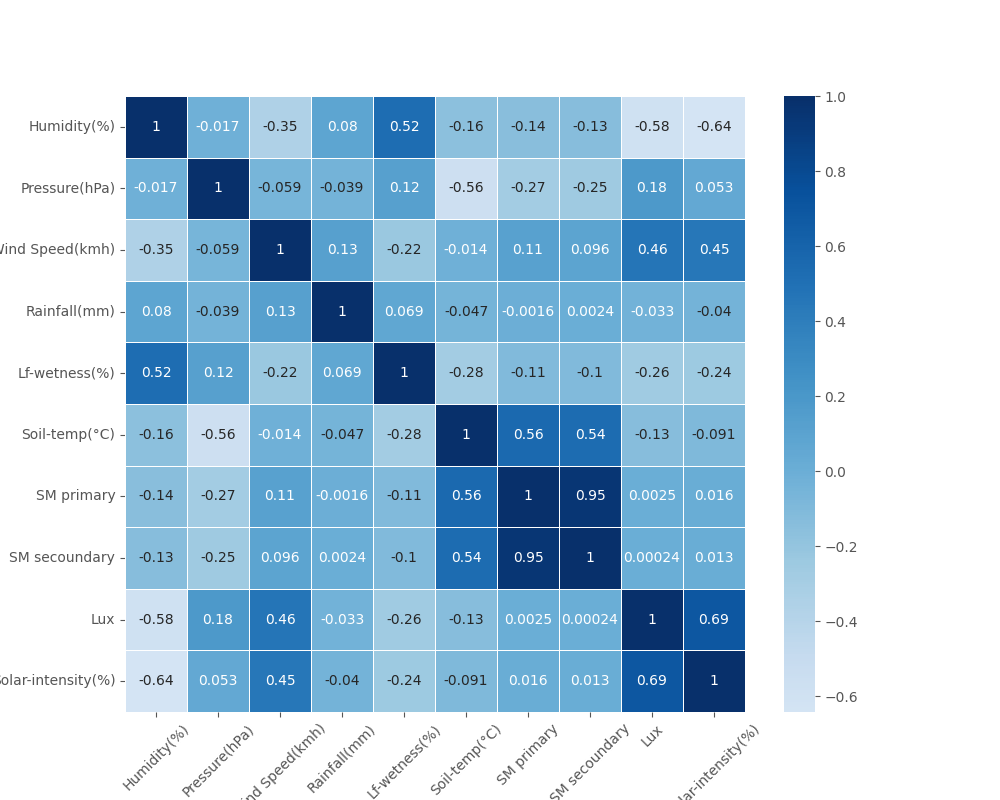 Humidity(%) 1 -0.017 -0.35 0.08 0.52 -0.16 -0.14 -0.13 -0.58 -0.64
Pressure(hPa) -0.017 1 -0.059 -0.039 0.12 -0.56 -0.27 -0.25 0.18 0.053
Wind Speed(kmh) -0.35 -0.059 1 0.13 -0.22 -0.014 0.11 0.096 0.46 0.45
Rainfall(mm) 0.08 -0.039 0.13 1 0.069 -0.047 -0.0016 0.0024 -0.033 -0.04
Lf-wetness(%) 0.52 0.12 -0.22 0.069 1 -0.28 -0.11 -0.1 -0.26 -0.24
Soil-temp(°C) -0.16 -0.56 -0.014 -0.047 -0.28 1 0.56 0.54 -0.13 -0.091
SM primary -0.14 -0.27 0.11 -0.0016 -0.11 0.56 1 0.95 0.0025 0.016
SM secoundary -0.13 -0.25 0.096 0.0024 -0.1 0.54 0.95 1 0.00024 0.013
Lux -0.58 0.18 0.46 -0.033 -0.26 -0.13 0.0025 0.00024 1 0.69
Solar-intensity(%) -0.64 0.053 0.45 -0.04 -0.24 -0.091 0.016 0.013 0.69 1
Humidity(%)
Pressure(hPa)
nd Speed(kmh)
Rainfall(mm)
Lf-wetness(%)
Soil-temp(°C)
SM primary
SM secoundary
Lux
lar-intensity(%)
1.0
0.8
0.6
0.4
0.2
0.0
−0.2
−0.4
−0.6